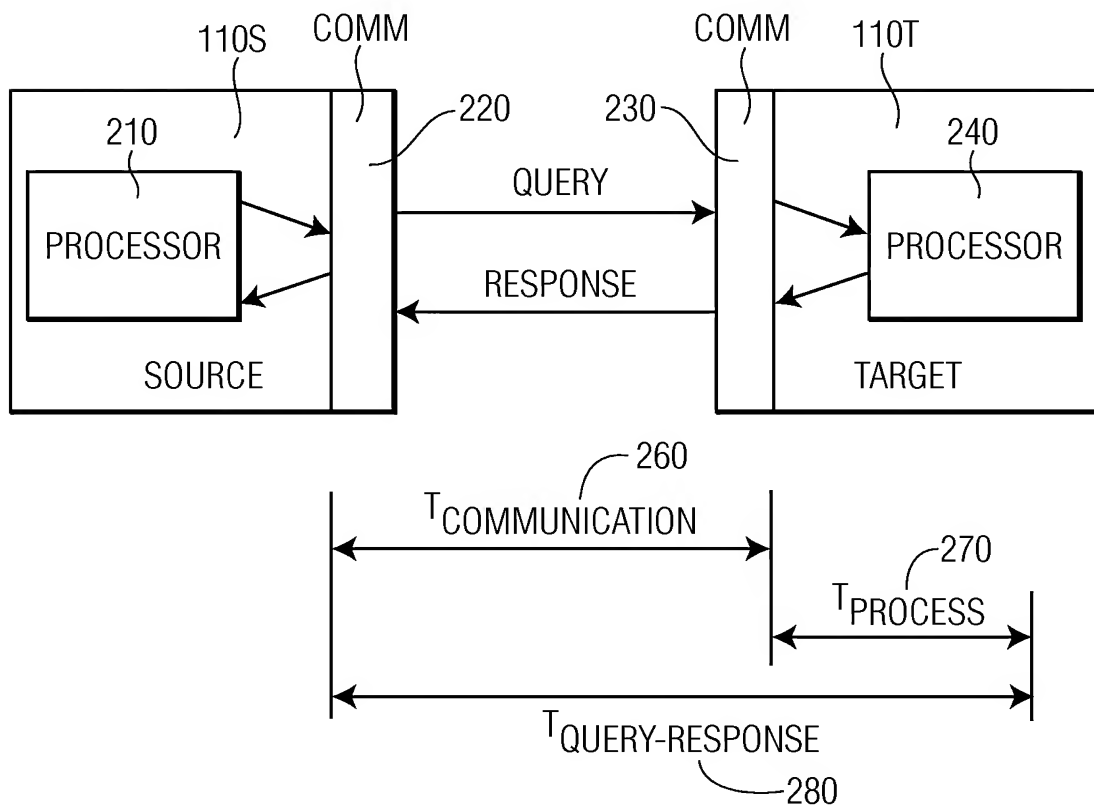 110S
COMM
COMM
110T
210
220
230
240
PROCESSOR
QUERY
RESPONSE
PROCESSOR
SOURCE
TARGET
260
TCOMMUNICATION
270
TPROCESS
TQUERY-RESPONSE
280